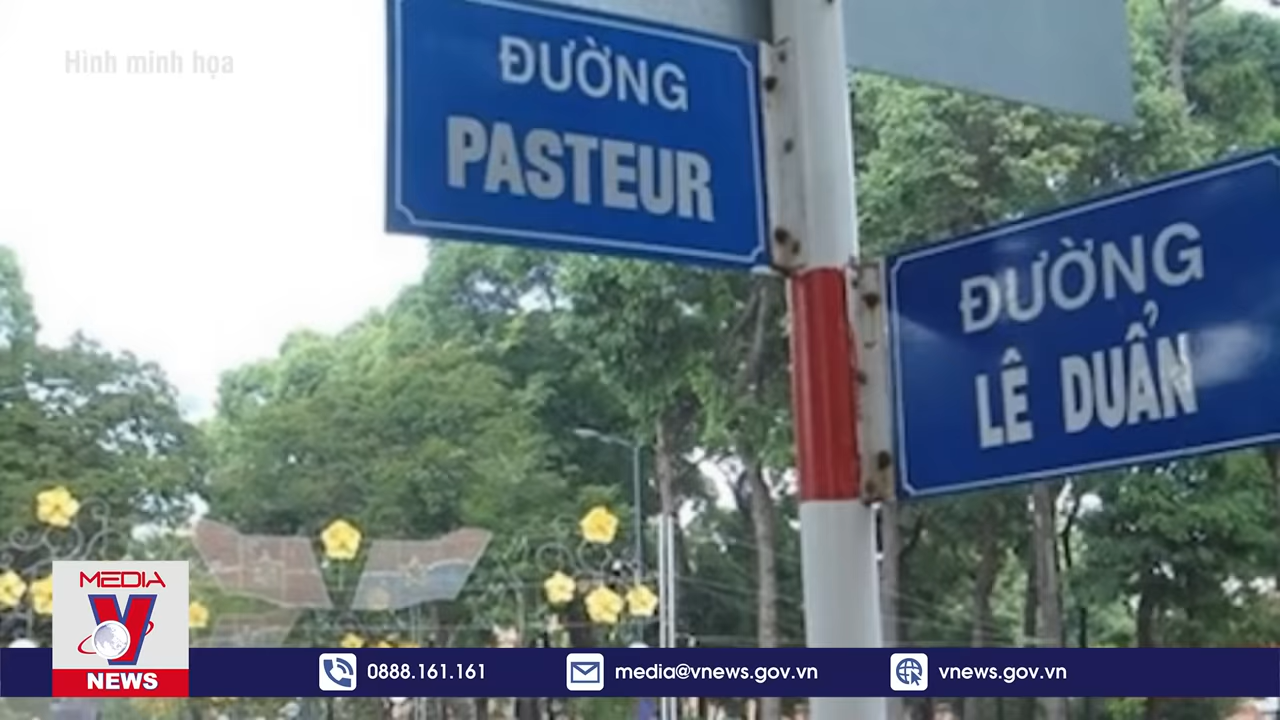 Hình minh họa
ĐƯỜNG
PASTEUR
ĐƯỜNG
LÊ DUẨN
MEDIA
V
NEWS
0888.161.161
media@vnews.gov.vn
vnews.gov.vn